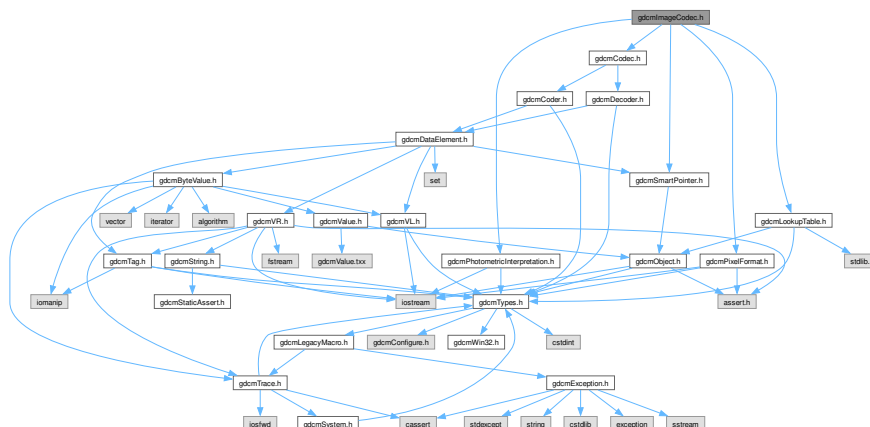 gdcmImageCodec.h
gdcmCodec.h
gdcmCoder.h
gdcmDecoder.h
gdcmDataElement.h
gdcmByteValue.h
set
gdcmSmartPointer.h
vector
iterator
algorithm
gdcmVR.h
gdcmValue.h
gdcmVL.h
gdcmLookupTable.h
gdcmTag.h
gdcmString.h
fstream
gdcmValue.txx
gdcmPhotometricInterpretation.h
gdcmObject.h
gdcmPixelFormat.h
stdlib.
iomanip
gdcmStaticAssert.h
iostream
gdcmTypes.h
assert.h
gdcmLegacyMacro.h
gdcmConfigure.h
gdcmWin32.h
cstdint
gdcmTrace.h
gdcmException.h
iosfwd
gdcmSystem.h
cassert
stdexcept
string
cstdlib
exception
sstream